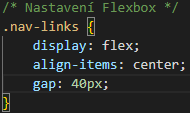 /* Nastavení Flexbox */
.nav-links {
    display: flex;
    align-items: center;
    gap: 40px;
}